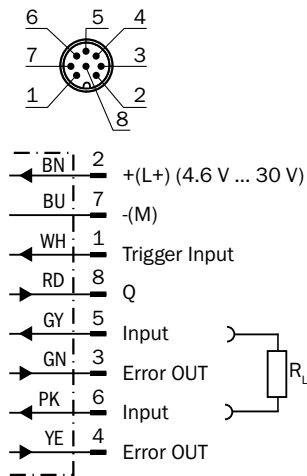 6 5 4
7 3
1 2
8
BN 2 +(L+) (4.6 V ... 30 V)
BU 7 -(M)
WH 1 Trigger Input
RD 8 Q
GY 5 Input
GN 3 Error OUT
RL
PK 6 Input
YE 4 Error OUT